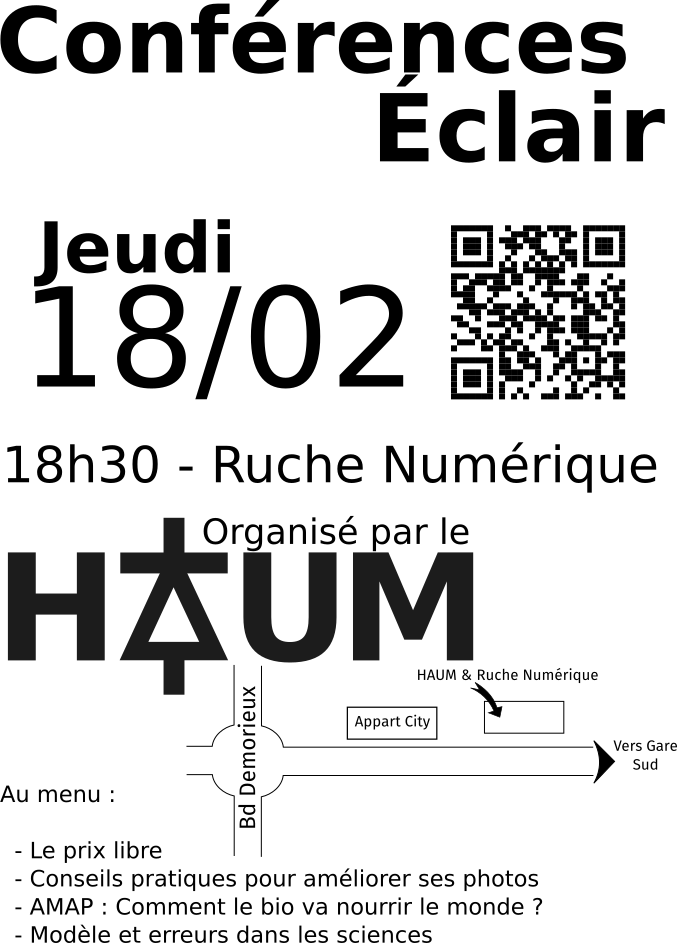 Conférences
Éclair
Jeudi
18/02
18h30 - Ruche Numérique
Organisé par le
HAUM
HAUM & Ruche Numérique
Appart City
Bd Demorieux
Vers Gare
Sud
Au menu :
- Le prix libre
- Conseils pratiques pour améliorer ses photos
- AMAP : Comment le bio va nourrir le monde ?
- Modèle et erreurs dans les sciences